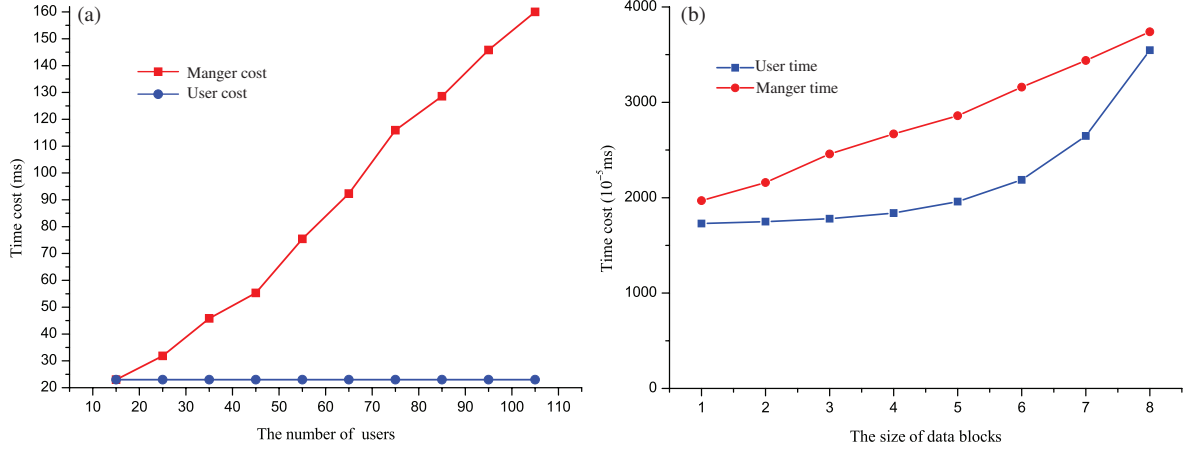 (a)
160
150
140
130
120
110
100
90
80
70
60
50
40
30
20
Time cost (ms)
Manger cost
User cost
10 20 30 40 50 60 70 80 90 100 110
The number of users
(b)
4000
3000
2000
1000
0
Time cost (10⁻⁵ms)
User time
Manger time
1 2 3 4 5 6 7 8
The size of data blocks